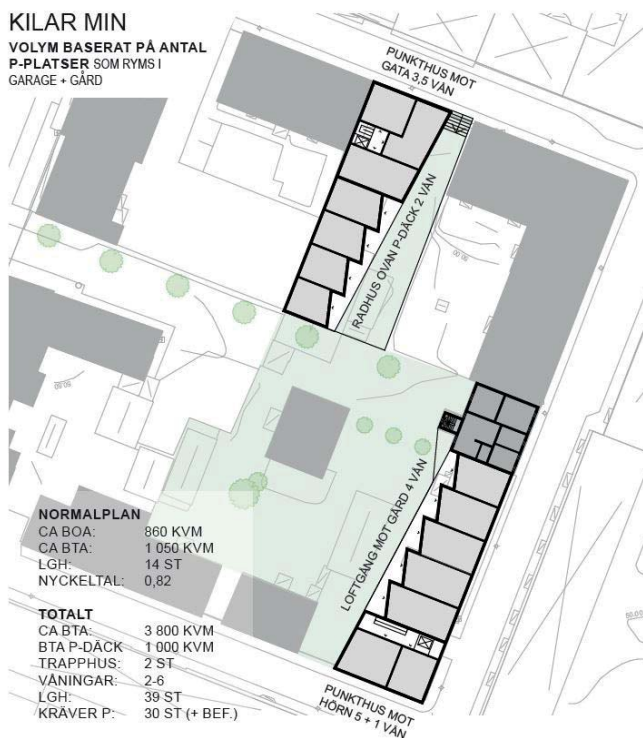 KILAR MIN
VOLYM BASERAT PÅ ANTAL
P-PLATSER SOM RYMS I
GARAGE + GÅRD
PUNKTHUS MOT
GATA 3,5 VÅN
RADHUS OVAN P-DÄCK 2 VÅN
LOFTGÅNG MOT GÅRD 4 VÅN
NORMALPLAN
CA BOA: 860 KVM
CA BTA: 1 050 KVM
LGH: 14 ST
NYCKELTAL: 0,82
TOTALT
CA BTA: 3 800 KVM
BTA P-DÄCK 1 000 KVM
TRAPPHUS: 2 ST
VÅNINGAR: 2-6
LGH: 39 ST
KRÄVER P: 30 ST (+ BEF.)
PUNKTHUS MOT
HÖRN 5 + 1 VÅN